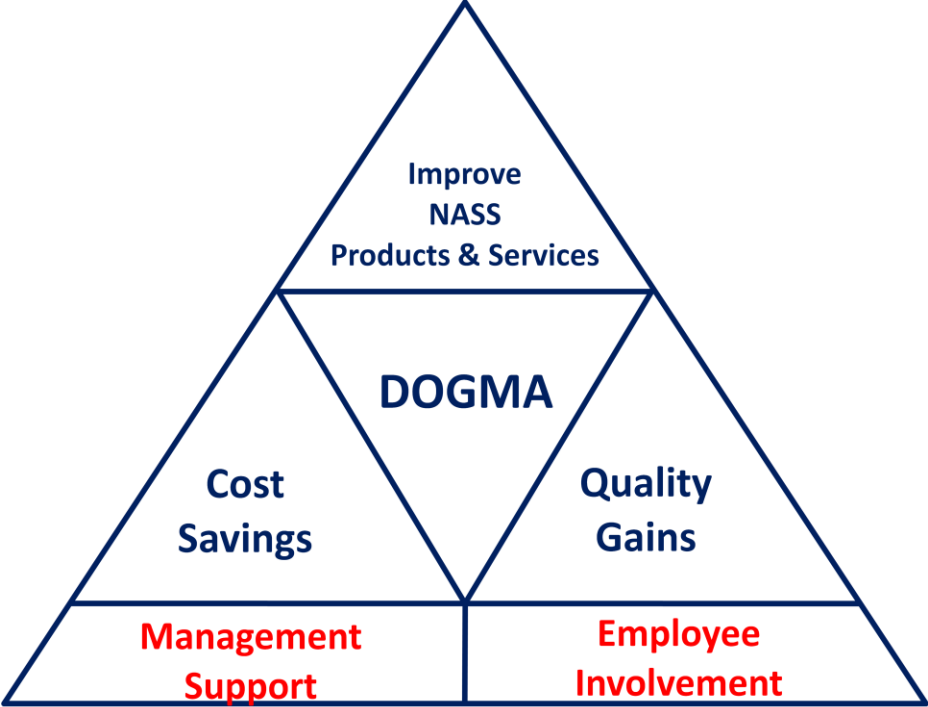 Improve
NASS
Products & Services
DOGMA
Cost
Savings
Quality
Gains
Management
Support
Employee
Involvement